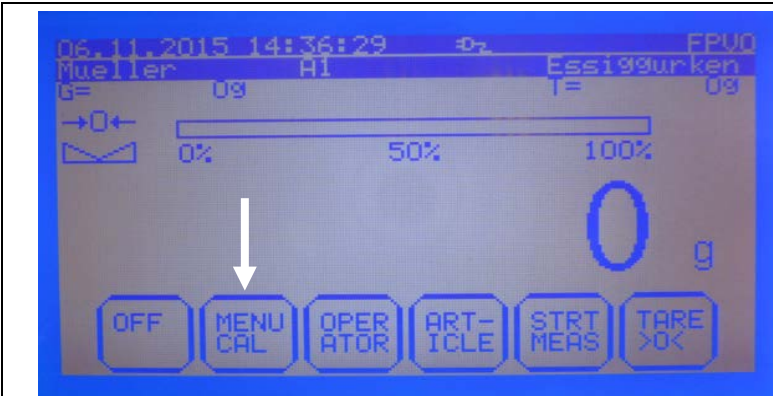 06.11.2015 14:36:29 FPVO
Mueller A1 Essiggurken
G= 0g T= 0g
→0←
0% 50% 100%
0 g
OFF MENU CAL OPER ATOR ART- ICLE STRT MEAS TARE >0<